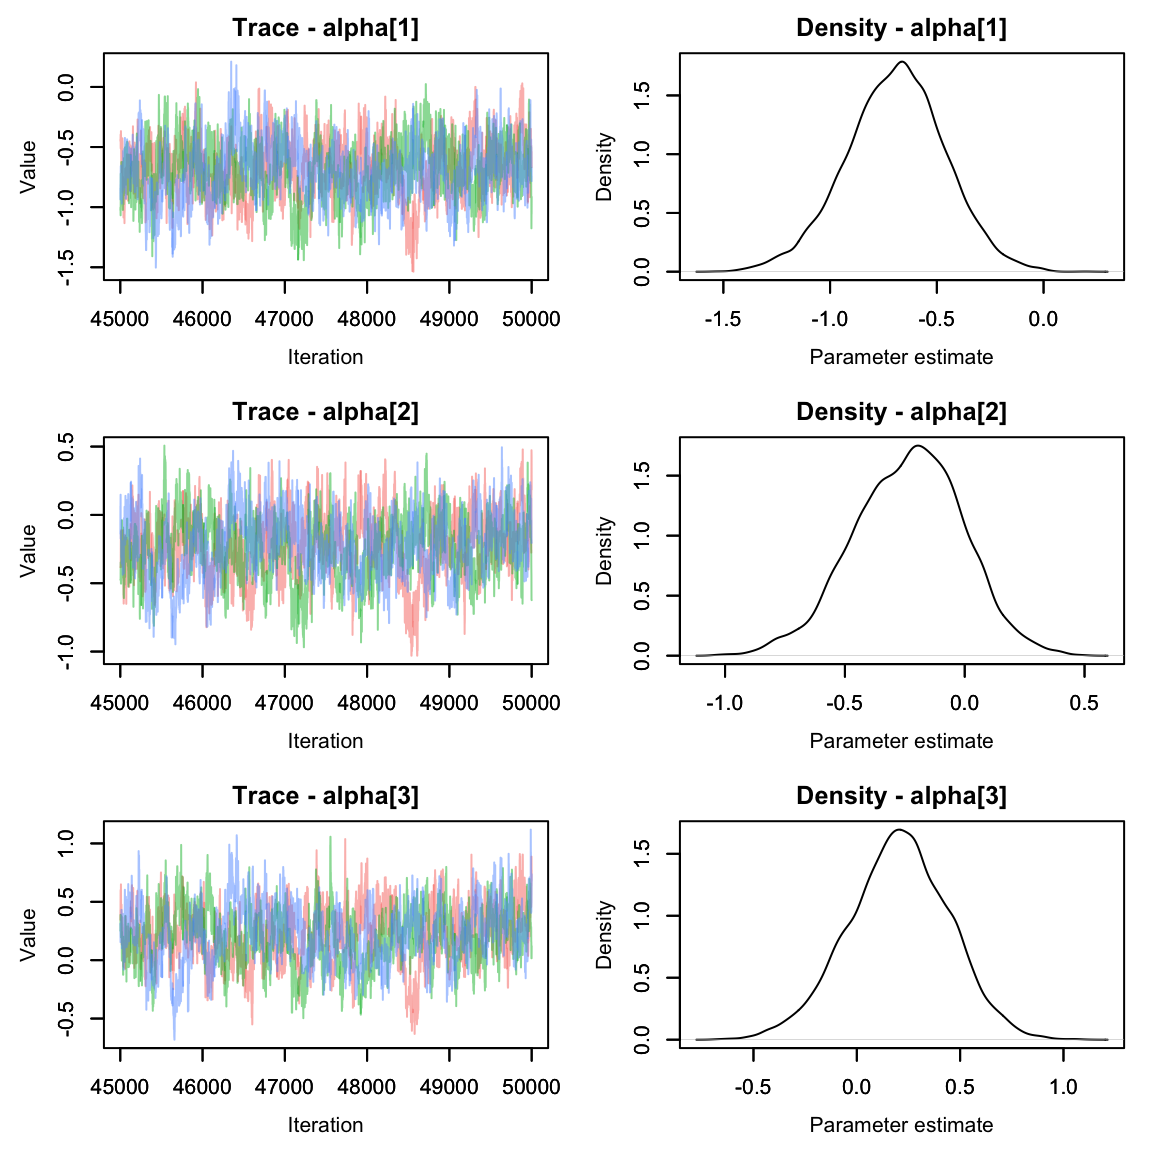 Trace - alpha[1]
Value
0.0
-0.5
-1.0
-1.5
45000 46000 47000 48000 49000 50000
Iteration
Density - alpha[1]
Density
1.5
1.0
0.5
0.0
-1.5 -1.0 -0.5 0.0
Parameter estimate
Trace - alpha[2]
Value
0.5
0.0
-0.5
-1.0
45000 46000 47000 48000 49000 50000
Iteration
Density - alpha[2]
Density
1.5
1.0
0.5
0.0
-1.0 -0.5 0.0 0.5
Parameter estimate
Trace - alpha[3]
Value
1.0
0.5
0.0
-0.5
45000 46000 47000 48000 49000 50000
Iteration
Density - alpha[3]
Density
1.5
1.0
0.5
0.0
-0.5 0.0 0.5 1.0
Parameter estimate